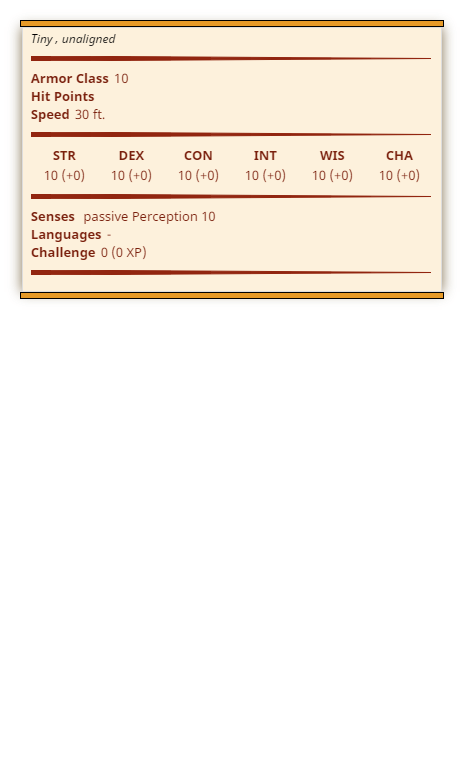 Tiny , unaligned
Armor Class 10
Hit Points
Speed 30 ft.
STR DEX CON INT WIS CHA
10 (+0) 10 (+0) 10 (+0) 10 (+0) 10 (+0) 10 (+0)
Senses passive Perception 10
Languages -
Challenge 0 (0 XP)